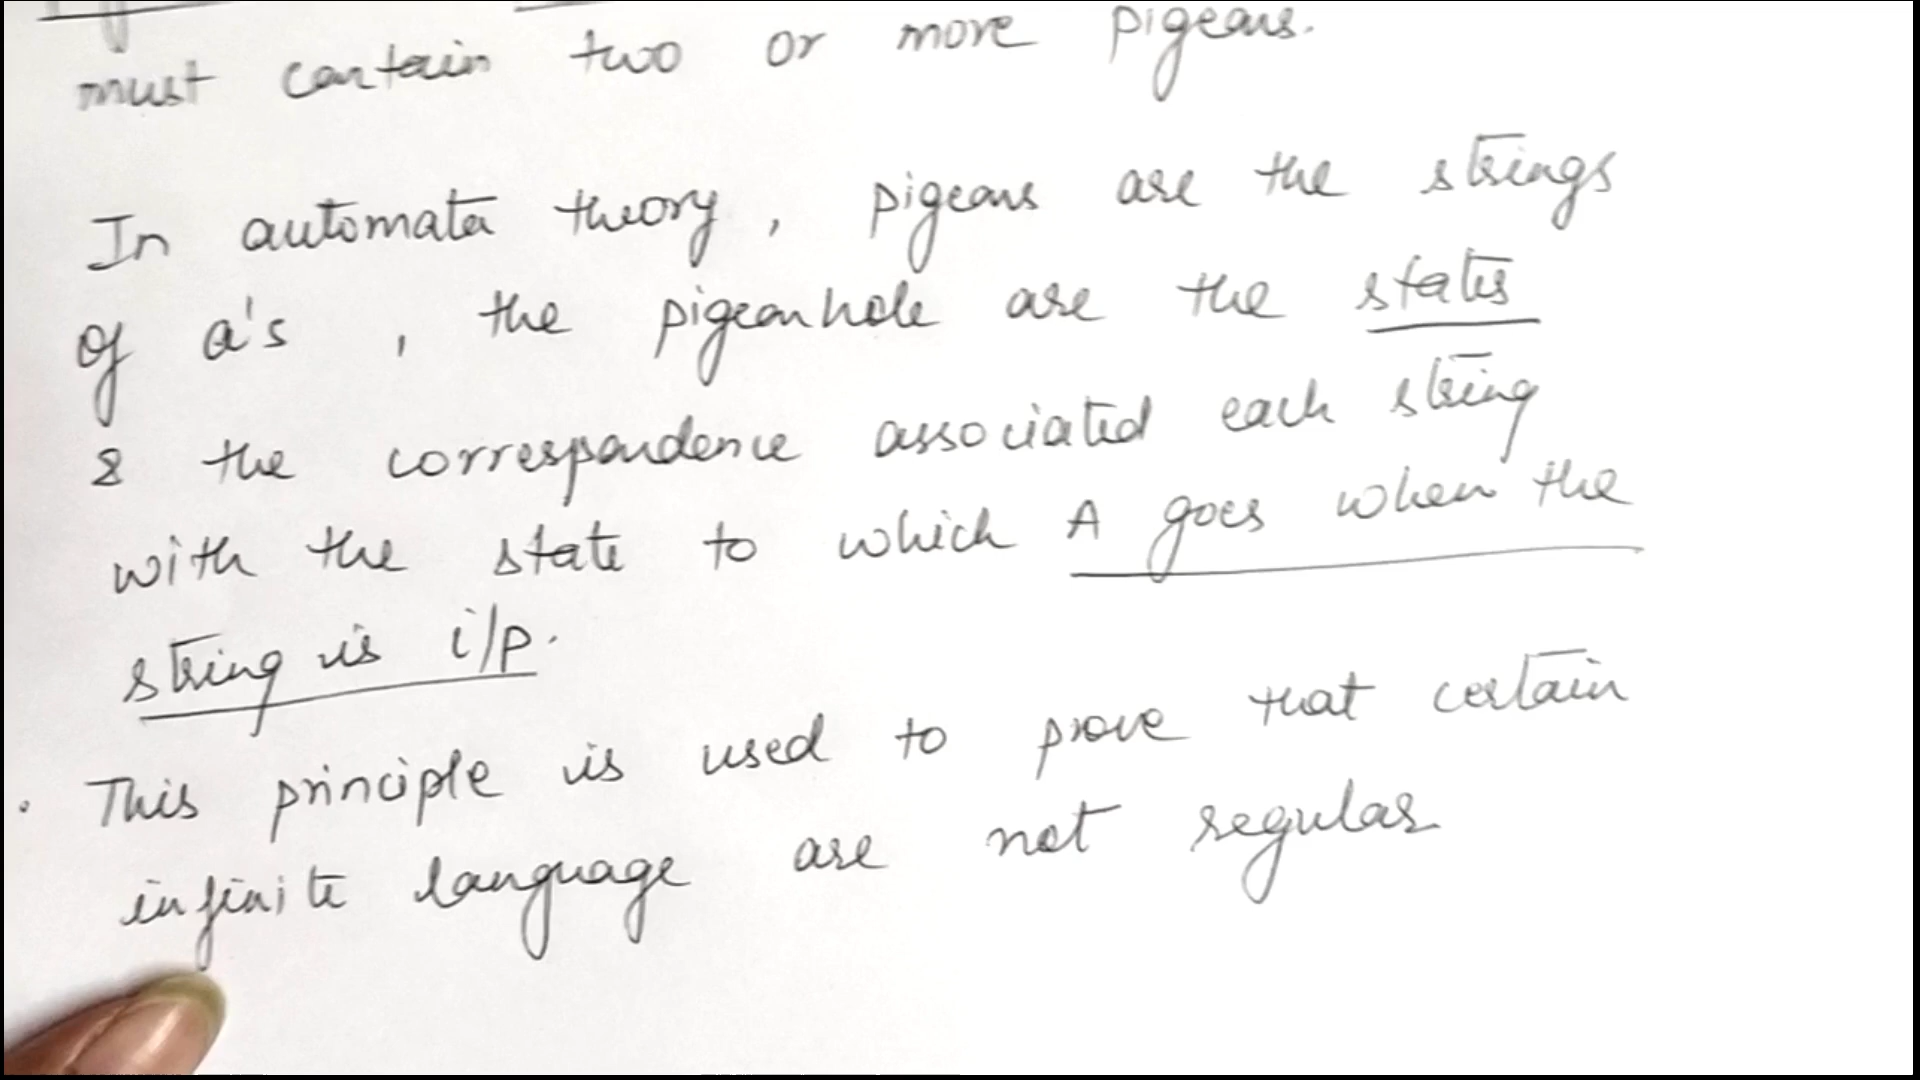 must contain two or more pigeons.
In automata theory, pigeons are the strings
of a's , the pigeonhole are the states
& the correspondence associated each string
with the state to which A goes when the
string is i/p.
. This principle is used to prove that certain
infinite language are not regular